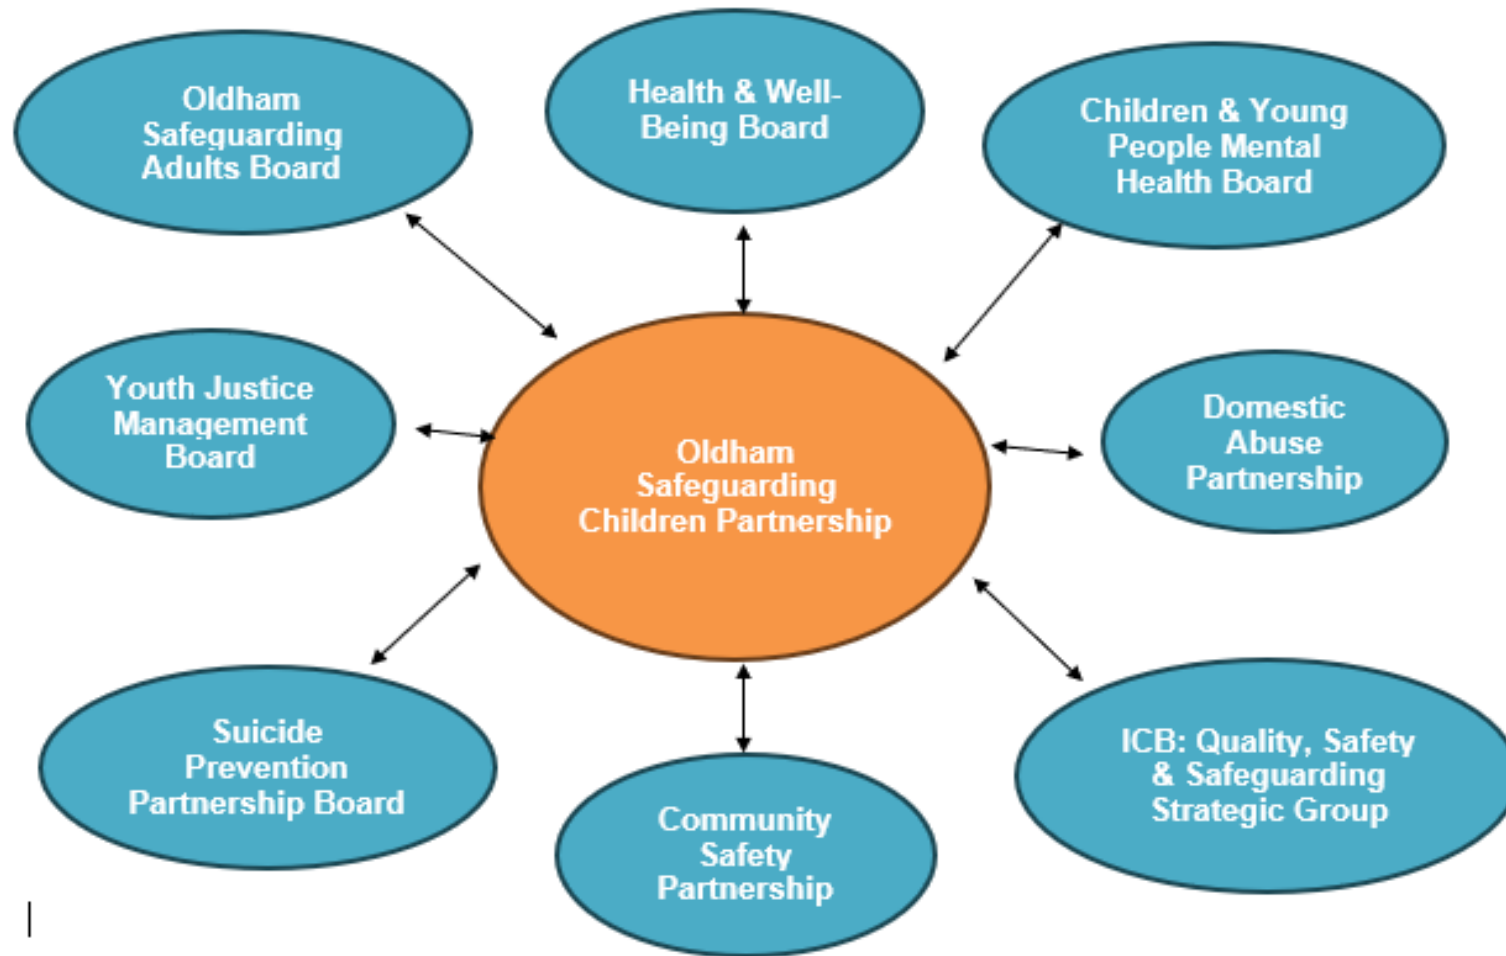 Oldham
Safeguarding
Adults Board
Health & Well-
Being Board
Children & Young
People Mental
Health Board
Youth Justice
Management
Board
Oldham
Safeguarding
Children Partnership
Domestic
Abuse
Partnership
Suicide
Prevention
Partnership Board
Community
Safety
Partnership
ICB: Quality, Safety
& Safeguarding
Strategic Group